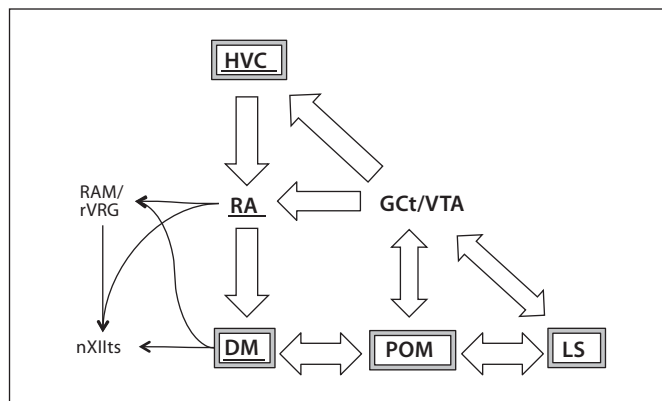 HVC
RAM/
rVRG
RA
GCt/VTA
nXIIts
DM
POM
LS